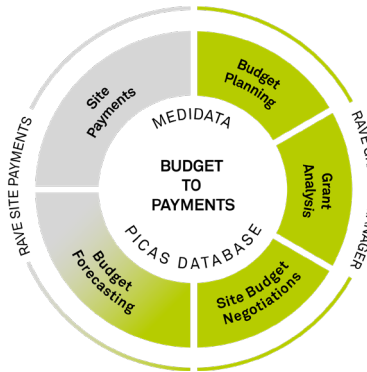 Site
Payments
Budget
Planning
Grant
Analysis
Site Budget
Negotiations
Budget
Forecasting
MEDIDATA
BUDGET
TO
PAYMENTS
PICAS DATABASE
RAVE SITE PAYMENTS
RAVE